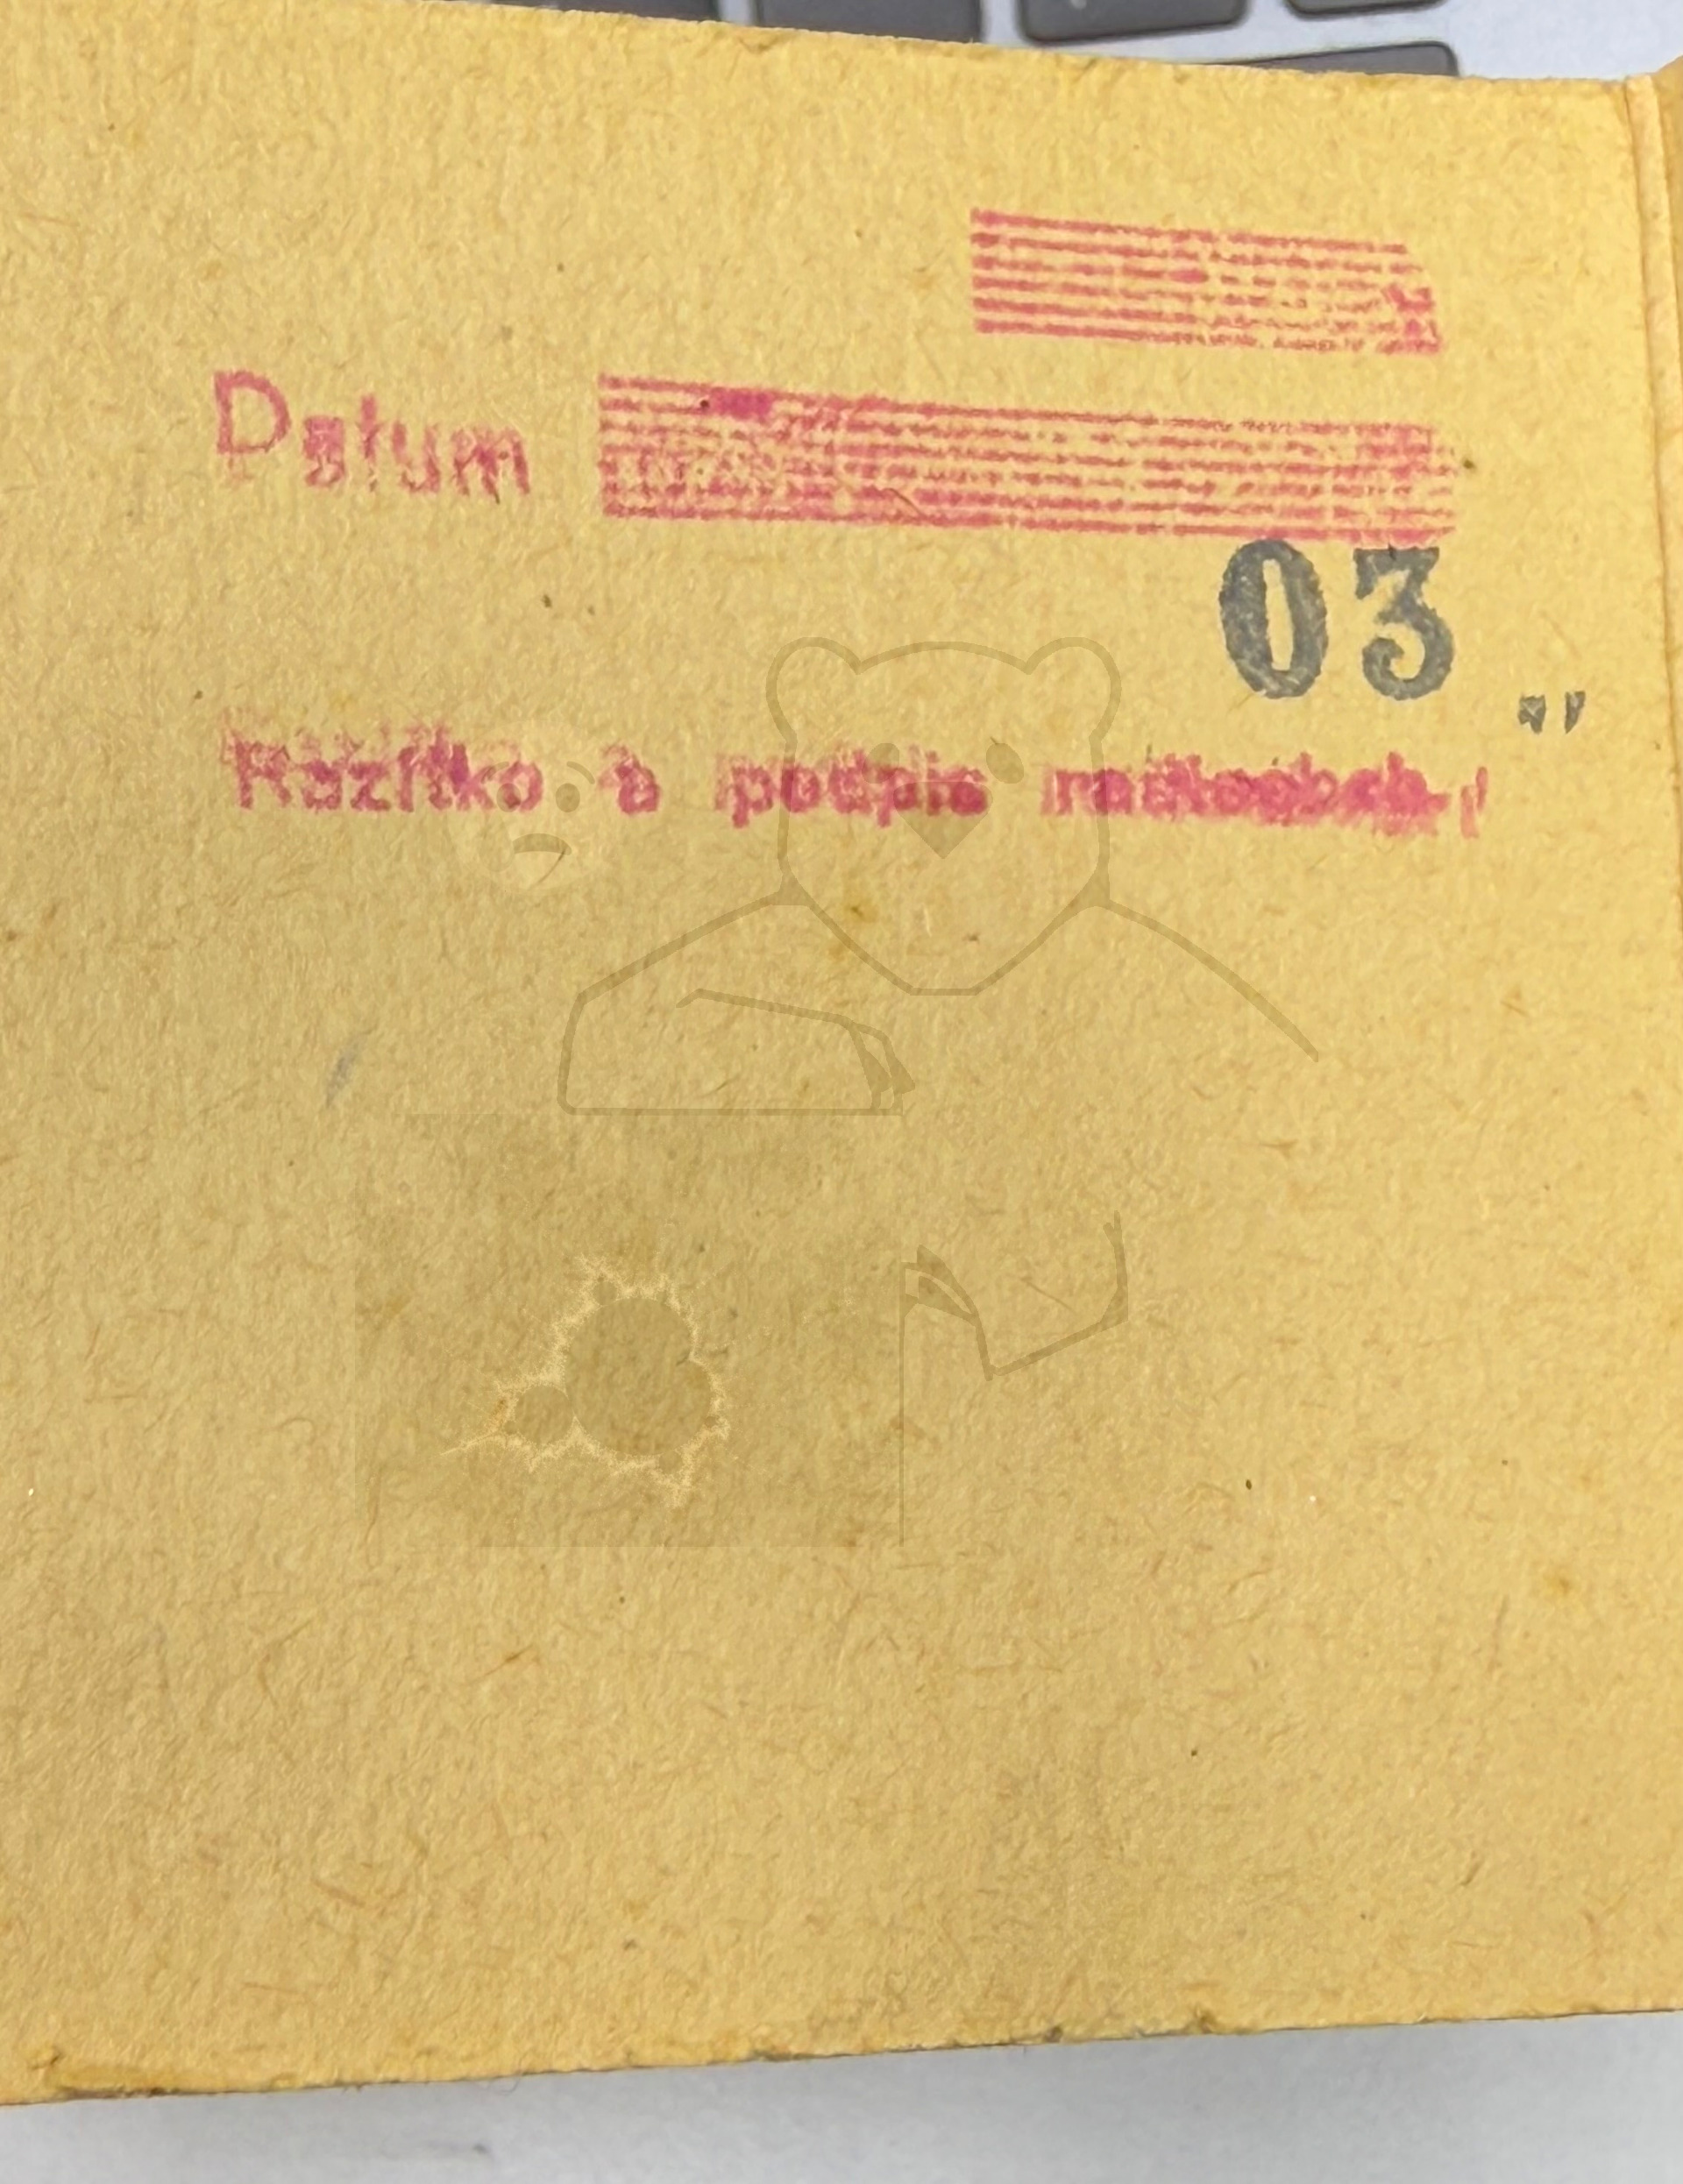 Datum
03
Razítko a podpis